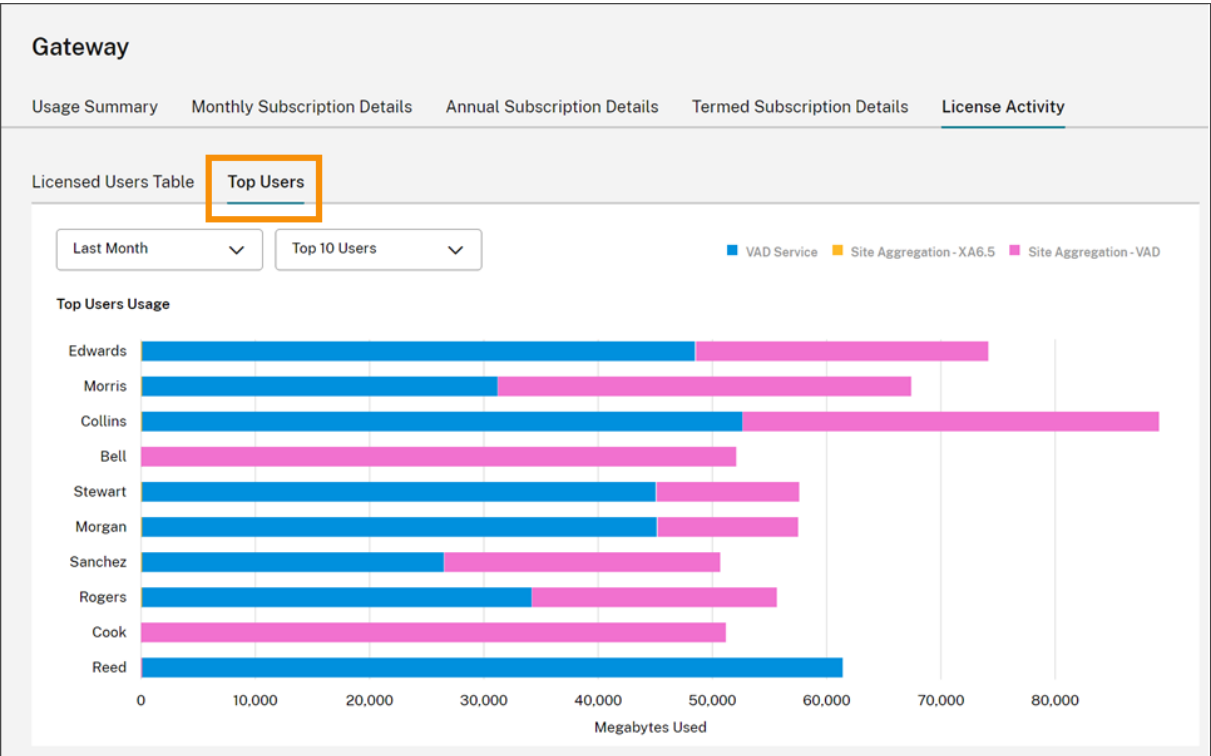 Gateway
Usage Summary Monthly Subscription Details Annual Subscription Details Termed Subscription Details License Activity
Licensed Users Table Top Users
Last Month Top 10 Users VAD Service Site Aggregation-XA6.5 Site Aggregation-VAD
Top Users Usage
Edwards
Morris
Collins
Bell
Stewart
Morgan
Sanchez
Rogers
Cook
Reed
0 10,000 20,000 30,000 40,000 50,000 60,000 70,000 80,000
Megabytes Used